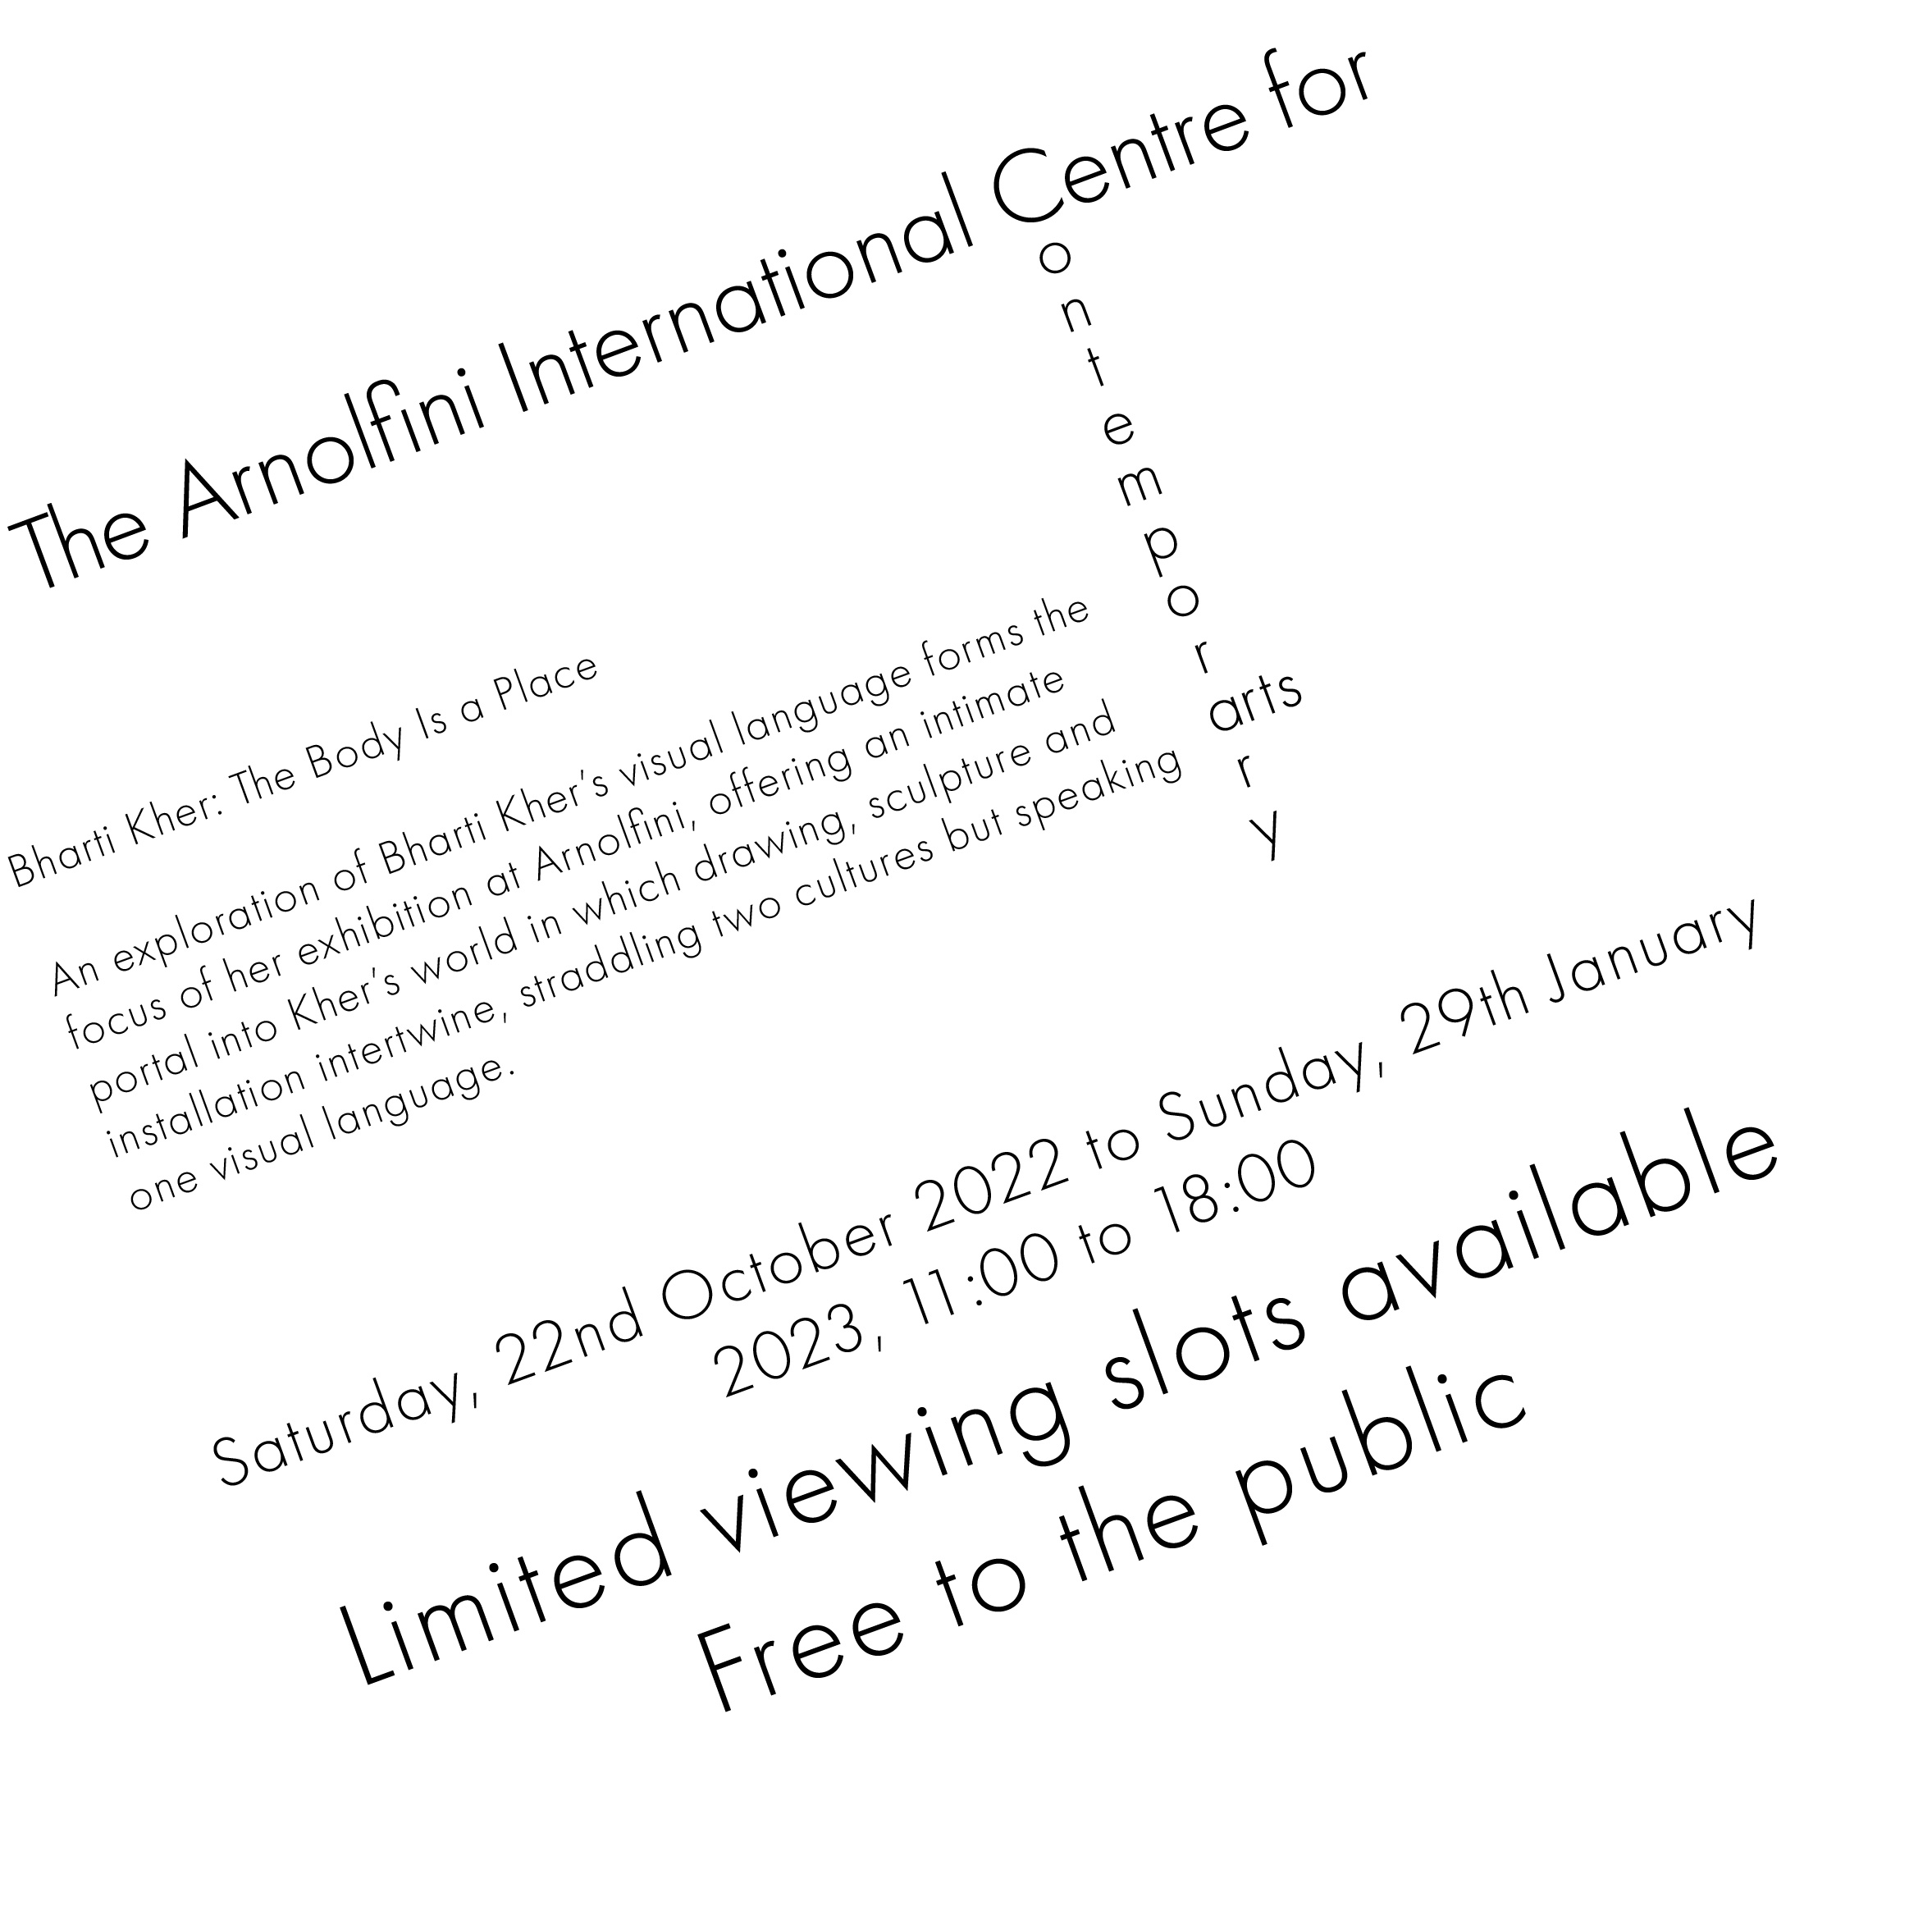 The Arnolfini International Centre for
Contemporary
arts
Bharti Kher: The Body Is a Place
An exploration of Bharti Kher's visual language forms the
focus of her exhibition at Arnolfini, offering an intimate
portal into Kher's world in which drawing, sculpture and
installation intertwine, straddling two cultures but speaking
one visual language.
Saturday, 22nd October 2022 to Sunday, 29th January
2023, 11:00 to 18:00
Limited viewing slots available
Free to the public